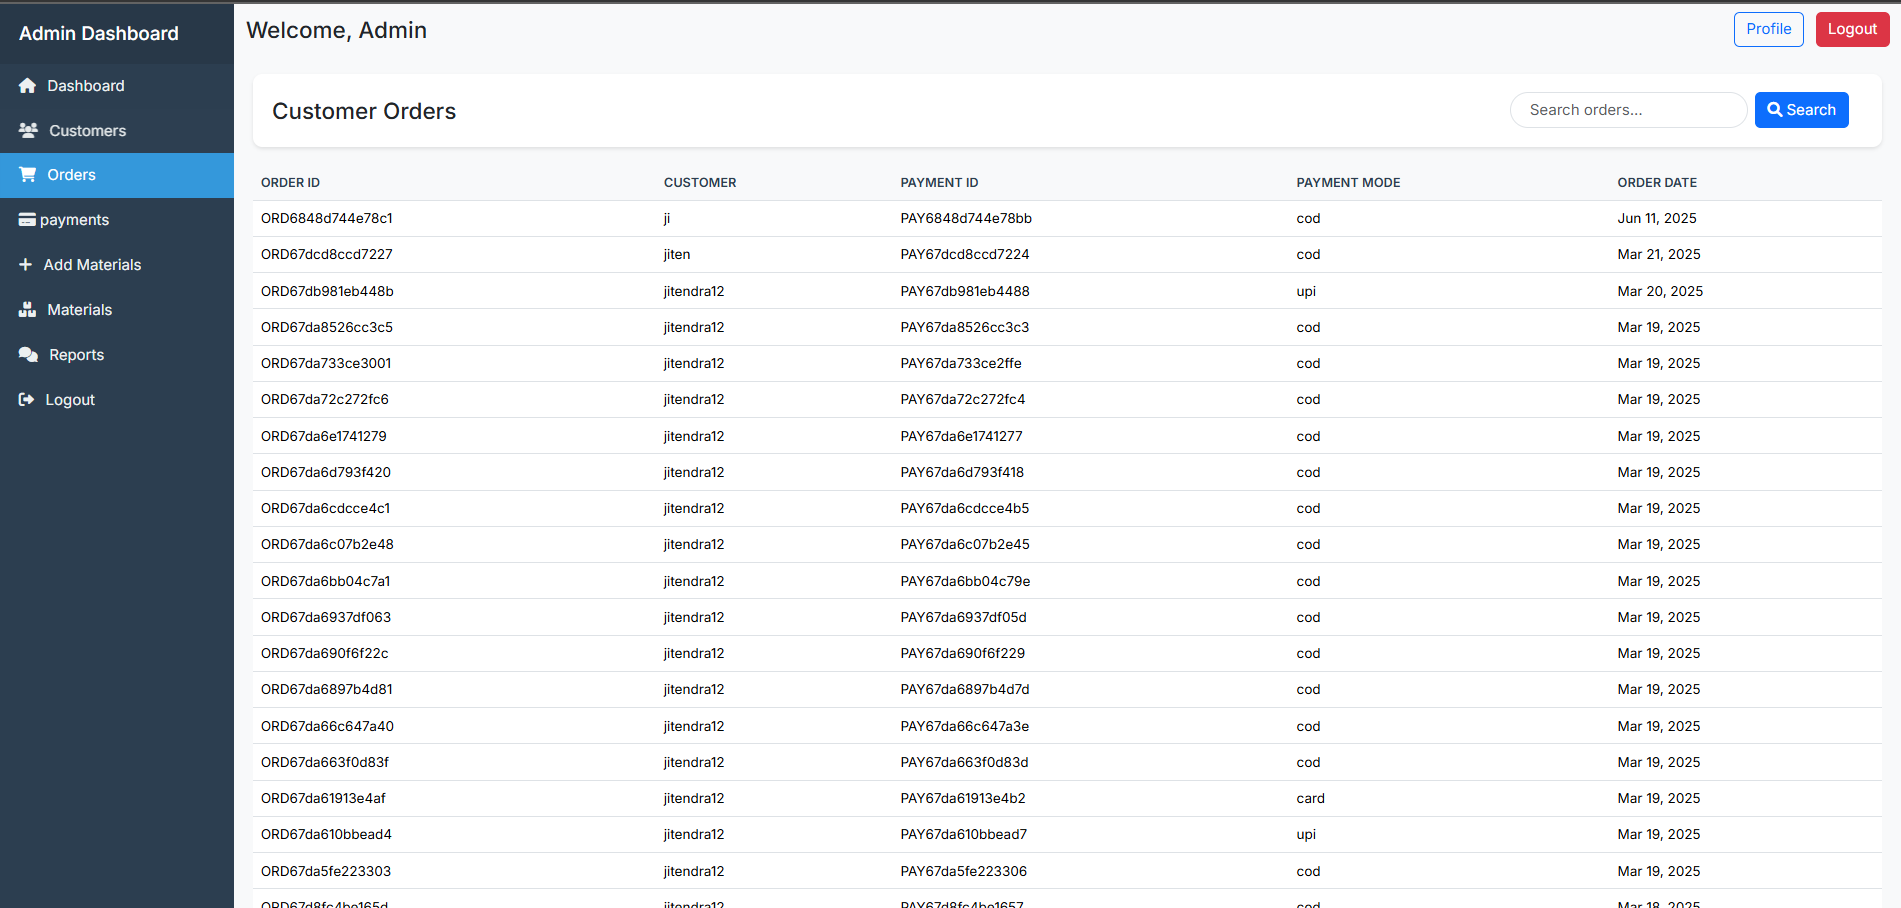 Admin Dashboard
Welcome, Admin
Profile
Logout
Dashboard
Customers
Orders
payments
Add Materials
Materials
Reports
Logout
Customer Orders
Search orders...
Search
ORDER ID CUSTOMER PAYMENT ID PAYMENT MODE ORDER DATE
ORD6848d744e78c1 ji PAY6848d744e78bb cod Jun 11, 2025
ORD67dcd8ccd7227 jiten PAY67dcd8ccd7224 cod Mar 21, 2025
ORD67db981eb448b jitendra12 PAY67db981eb4488 upi Mar 20, 2025
ORD67da8526cc3c5 jitendra12 PAY67da8526cc3c3 cod Mar 19, 2025
ORD67da733ce3001 jitendra12 PAY67da733ce2ffe cod Mar 19, 2025
ORD67da72c272fc6 jitendra12 PAY67da72c272fc4 cod Mar 19, 2025
ORD67da6e1741279 jitendra12 PAY67da6e1741277 cod Mar 19, 2025
ORD67da6d793f420 jitendra12 PAY67da6d793f418 cod Mar 19, 2025
ORD67da6cdcce4c1 jitendra12 PAY67da6cdcce4b5 cod Mar 19, 2025
ORD67da6c07b2e48 jitendra12 PAY67da6c07b2e45 cod Mar 19, 2025
ORD67da6bb04c7a1 jitendra12 PAY67da6bb04c79e cod Mar 19, 2025
ORD67da6937df063 jitendra12 PAY67da6937df05d cod Mar 19, 2025
ORD67da690f6f22c jitendra12 PAY67da690f6f229 cod Mar 19, 2025
ORD67da6897b4d81 jitendra12 PAY67da6897b4d7d cod Mar 19, 2025
ORD67da66c647a40 jitendra12 PAY67da66c647a3e cod Mar 19, 2025
ORD67da663f0d83f jitendra12 PAY67da663f0d83d cod Mar 19, 2025
ORD67da61913e4af jitendra12 PAY67da61913e4b2 card Mar 19, 2025
ORD67da610bbead4 jitendra12 PAY67da610bbead7 upi Mar 19, 2025
ORD67da5fe223303 jitendra12 PAY67da5fe223306 cod Mar 19, 2025
ORD67d8fc4be165d jitendra12 PAY67d8fc4be1657 cod Mar 18, 2025